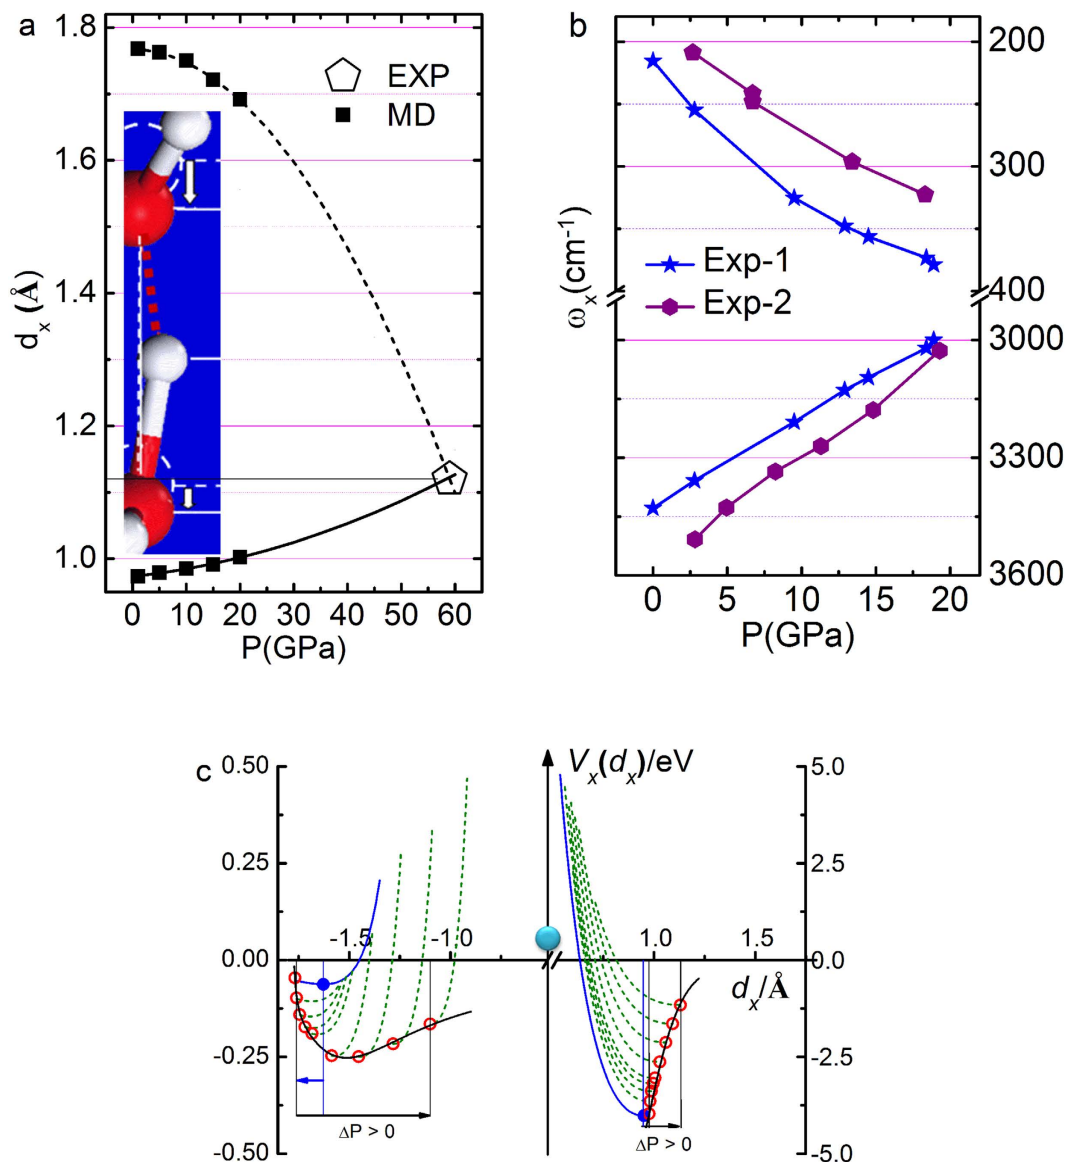 a
1.8
1.6
1.4
1.2
1.0
dx (Å)
EXP
MD
0 10 20 30 40 50 60
P(GPa)
b
200
300
400
3000
3300
3600
ωx(cm-1)
Exp-1
Exp-2
0 5 10 15 20
P(GPa)
c
0.50
0.25
0.00
-0.25
-0.50
-1.5 -1.0
ΔP > 0
Vx(dx)/eV
1.0 1.5
dx/Å
5.0
2.5
0.0
-2.5
-5.0
ΔP > 0